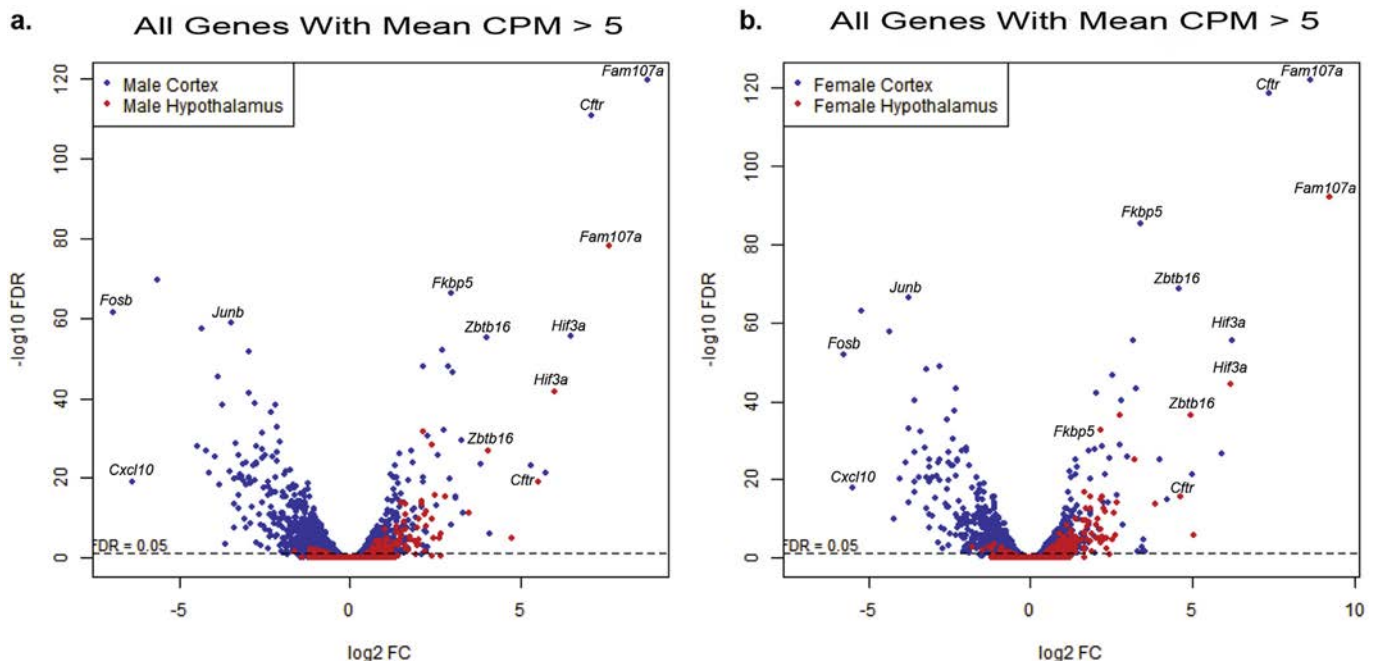 a.
All Genes With Mean CPM > 5
Male Cortex
Male Hypothalamus
Fam107a
Cftr
Fam107a
Fkbp5
Fosb
Junb
Zbtb16
Hif3a
Hif3a
Zbtb16
Cxcl10
Cftr
FDR = 0.05
120
100
80
60
40
20
0
-log10 FDR
-5
0
5
log2 FC
b.
All Genes With Mean CPM > 5
Female Cortex
Female Hypothalamus
Fam107a
Cftr
Fam107a
Fkbp5
Zbtb16
Junb
Hif3a
Fosb
Hif3a
Zbtb16
Fkbp5
Cxcl10
Cftr
FDR = 0.05
120
100
80
60
40
20
0
-log10 FDR
-5
0
5
10
log2 FC